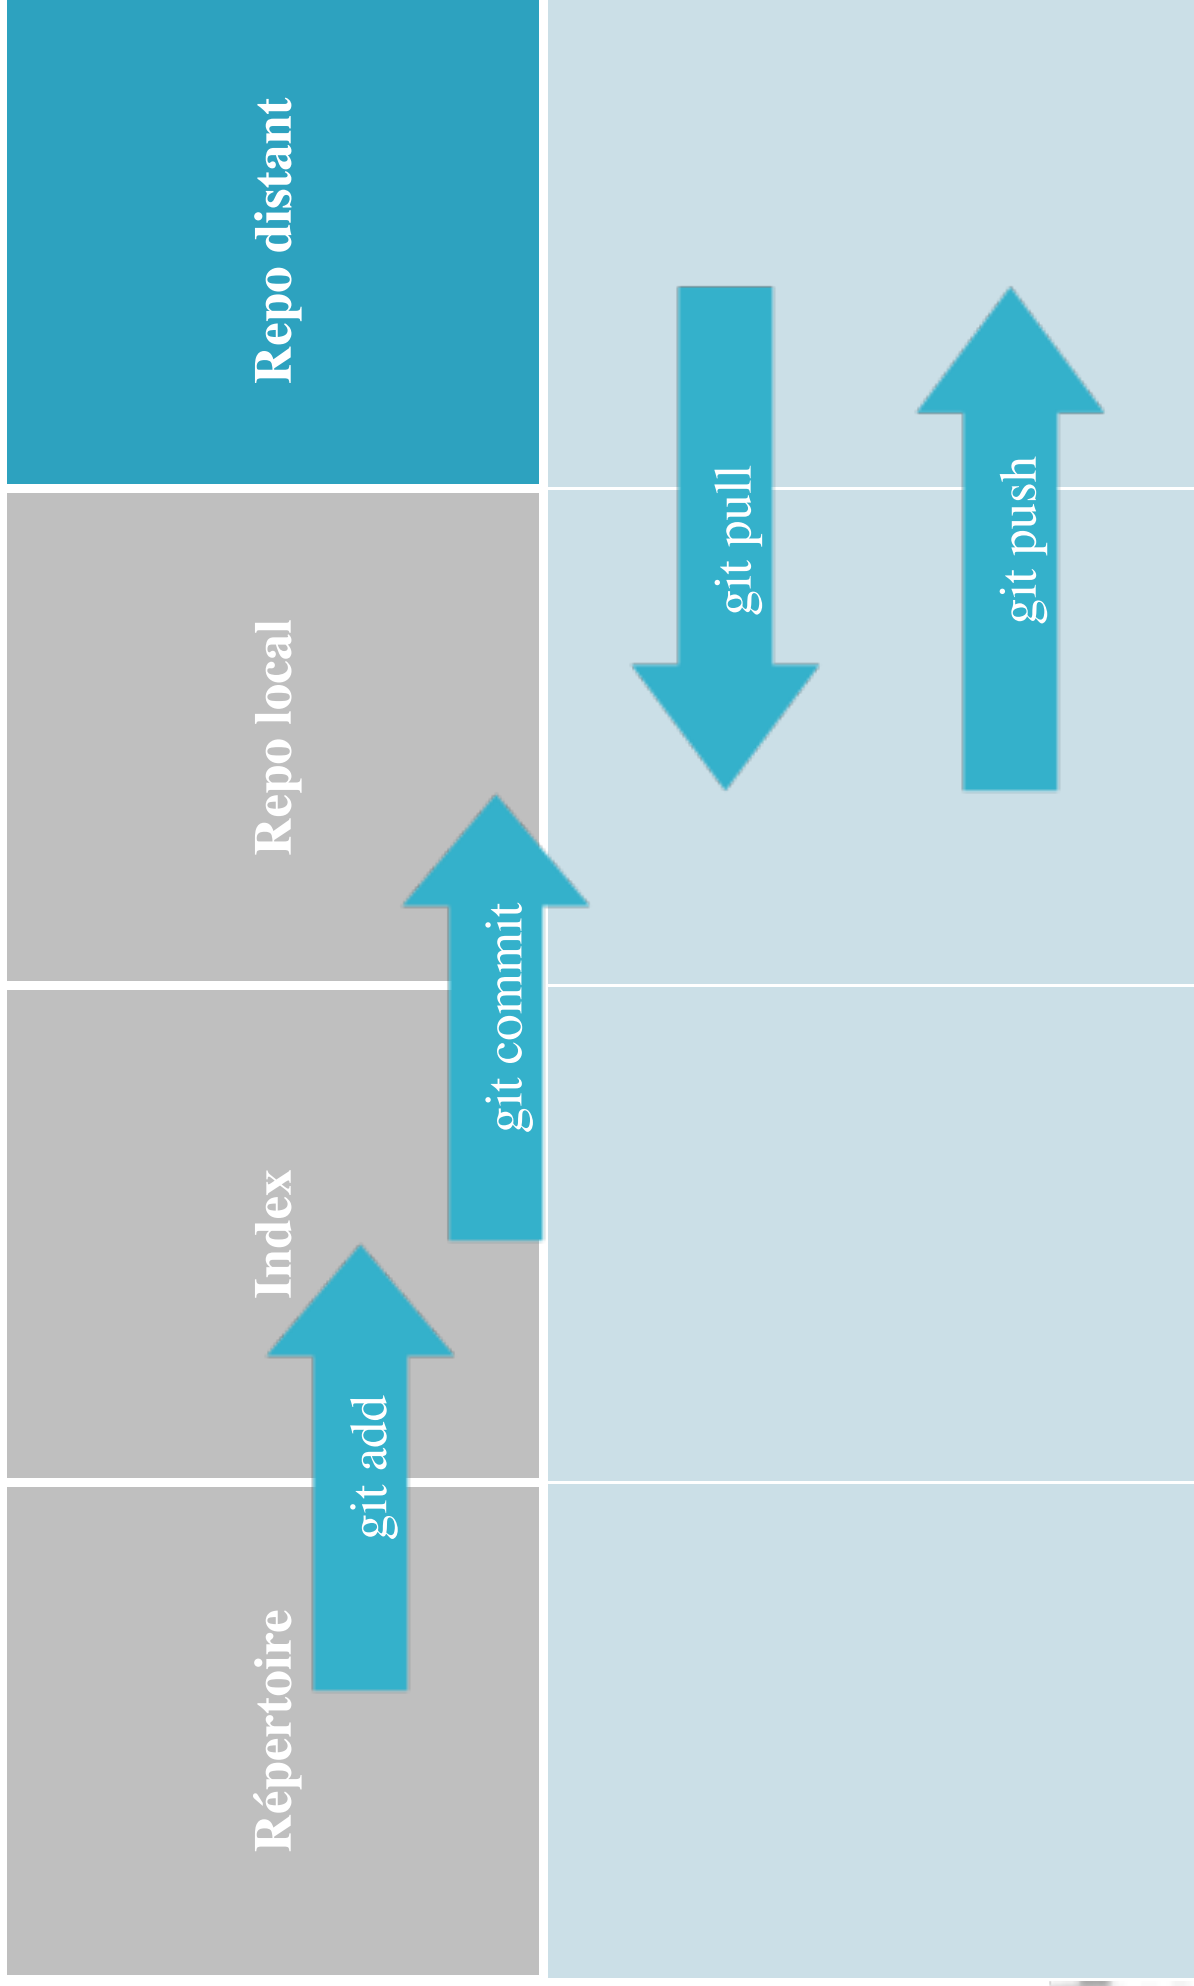 Répertoire
Index
Repo local
Repo distant
git add
git commit
git pull
git push